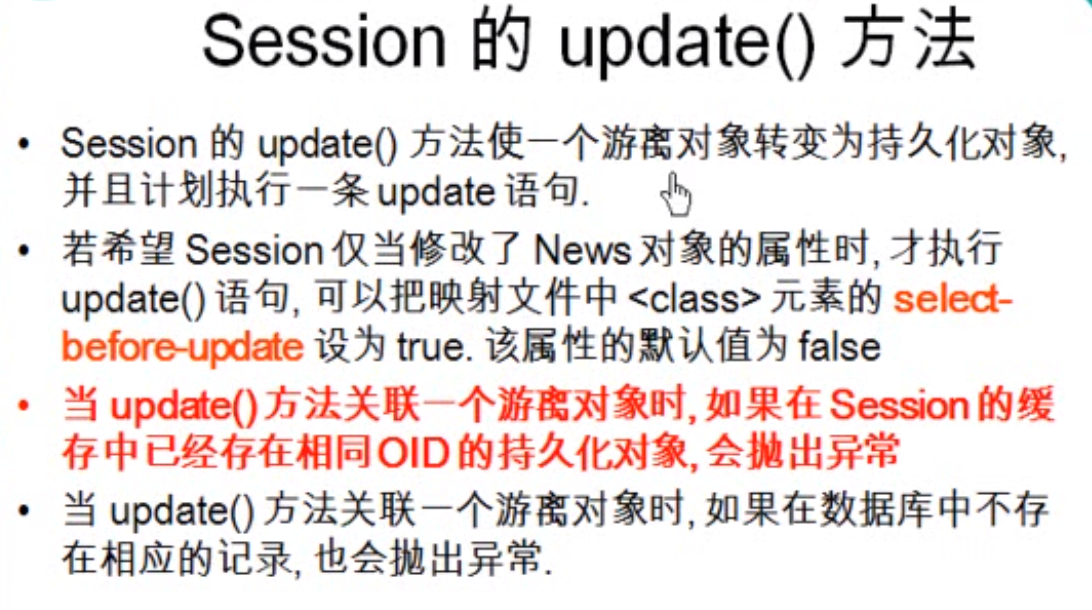 Session 的 update() 方法
• Session 的 update() 方法使一个游离对象转变为持久化对象,
并且计划执行一条 update 语句.
• 若希望 Session 仅当修改了 News 对象的属性时, 才执行
update() 语句, 可以把映射文件中 <class> 元素的 select-
before-update 设为 true. 该属性的默认值为 false
• 当 update() 方法关联一个游离对象时, 如果在 Session 的缓
存中已经存在相同 OID 的持久化对象, 会抛出异常
• 当 update() 方法关联一个游离对象时, 如果在数据库中不存
在相应的记录, 也会抛出异常.